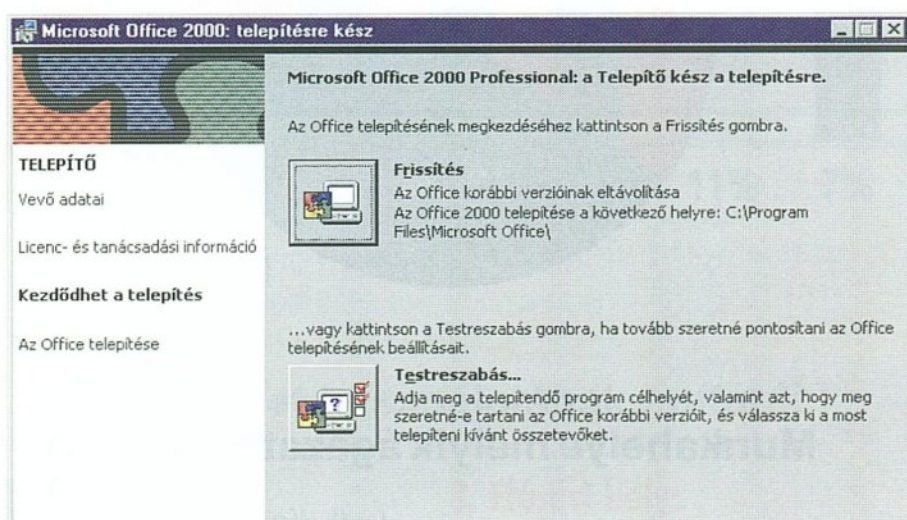 Microsoft Office 2000: telepítésre kész
Microsoft Office 2000 Professional: a Telepítő kész a telepítésre.
Az Office telepítésének megkezdéséhez kattintson a Frissítés gombra.
TELEPÍTŐ
Vevő adatai
Licenc- és tanácsadási információ
Kezdődhet a telepítés
Az Office telepítése
Frissítés
Az Office korábbi verzióinak eltávolítása
Az Office 2000 telepítése a következő helyre: C:\Program
Files\Microsoft Office\
...vagy kattintson a Testreszabás gombra, ha tovább szeretné pontosítani az Office
telepítésének beállításait.
Testreszabás...
Adja meg a telepítendő program célhelyét, valamint azt, hogy meg
szeretné-e tartani az Office korábbi verzióit, és válassza ki a most
telepíteni kívánt összetevőket.